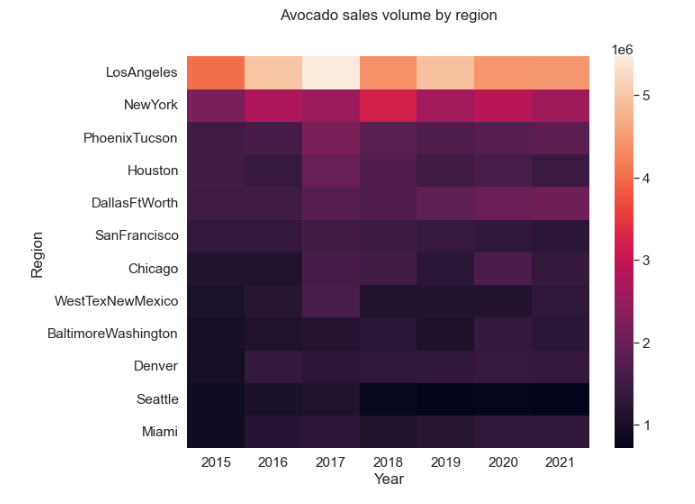 Avocado sales volume by region
1e6
LosAngeles
NewYork
PhoenixTucson
Houston
DallasFtWorth
SanFrancisco
Chicago
WestTexNewMexico
BaltimoreWashington
Denver
Seattle
Miami
Region
2015 2016 2017 2018 2019 2020 2021
Year
5
4
3
2
1